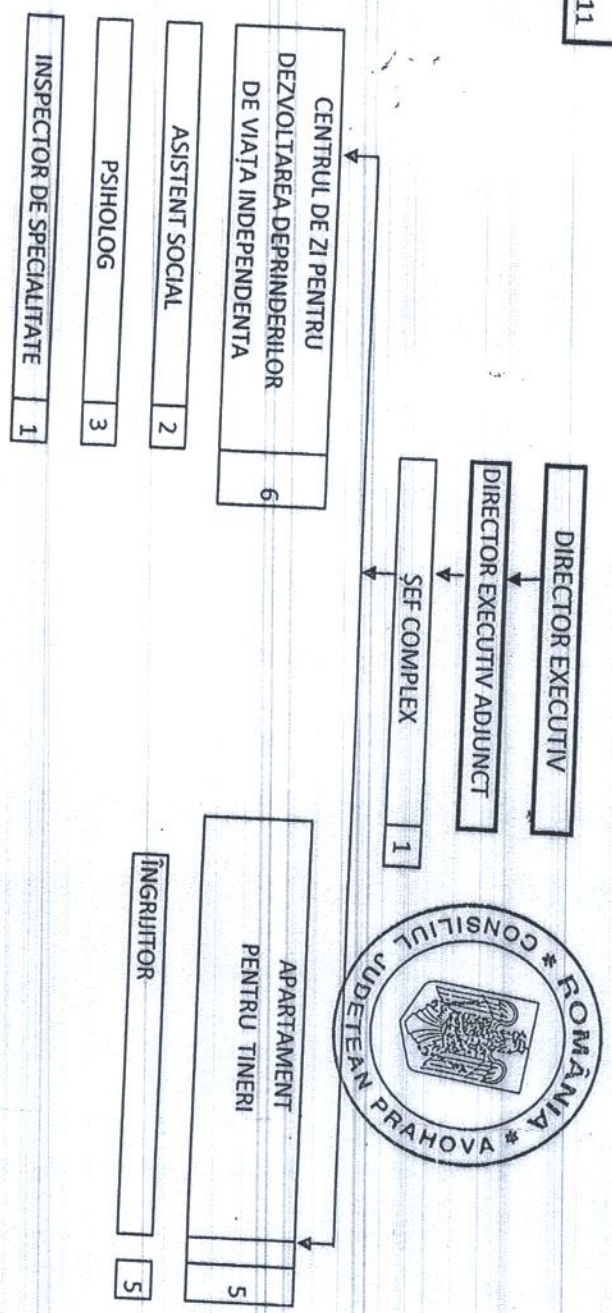 11
DIRECTOR EXECUTIV
DIRECTOR EXECUTIV ADJUNCT
ȘEF COMPLEX 1
ROMÂNIA * CONSILIUL JUDEȚEAN PRAHOVA *
CENTRUL DE ZI PENTRU
DEZVOLTAREA DEPRINDERILOR
DE VIAȚA INDEPENDENTA
6
ASISTENT SOCIAL 2
PSIHOLOG 3
INSPECTOR DE SPECIALITATE 1
APARTAMENT
PENTRU TINERI
5
ÎNGRIJITOR 5